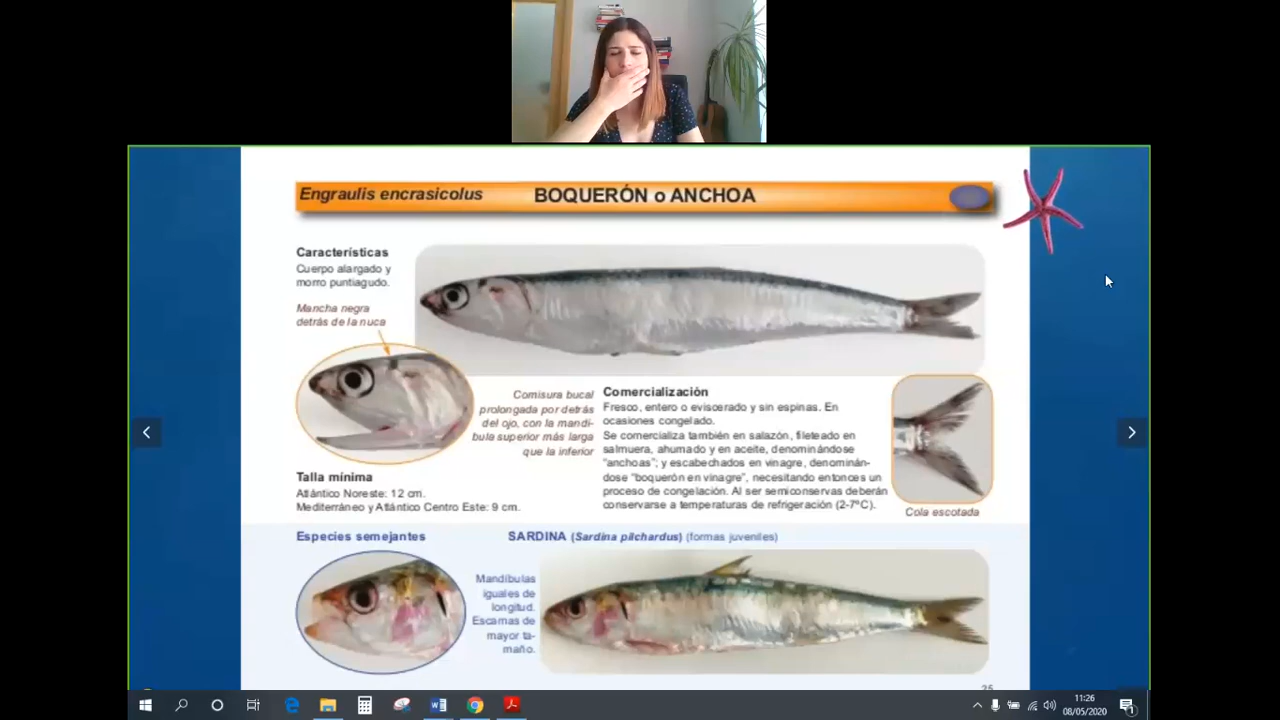 Engraulis encrasicolus BOQUERÓN o ANCHOA
Características
Cuerpo alargado y
morro puntiagudo.
Mancha negra
detrás de la nuca
Comisura bucal
prolongada por detrás
del ojo, con la mandí-
bula superior más larga
que la inferior
Talla mínima
Atlántico Noreste: 12 cm.
Mediterráneo y Atlántico Centro Este: 9 cm.
Comercializaciòn
Fresco, entero o eviscerado y sin espinas. En
ocasiones congelado.
Se comercializa también en salazón, fileteado en
salmuera, ahumado y en aceite, denominándose
“anchoas”; y escabechados en vinagre, denominán-
dose “boquerón en vinagre”, necesitando entonces un
proceso de congelación. Al ser semiconservas deberán
conservarse a temperaturas de refrigeración (2-7ºC).
Cola escotada
Especies semejantes
SARDINA (Sardina pilchardus) (formas juveniles)
Mandíbulas
iguales de
longitud.
Escamas de
mayor ta-
maño.
11:26
08/05/2020